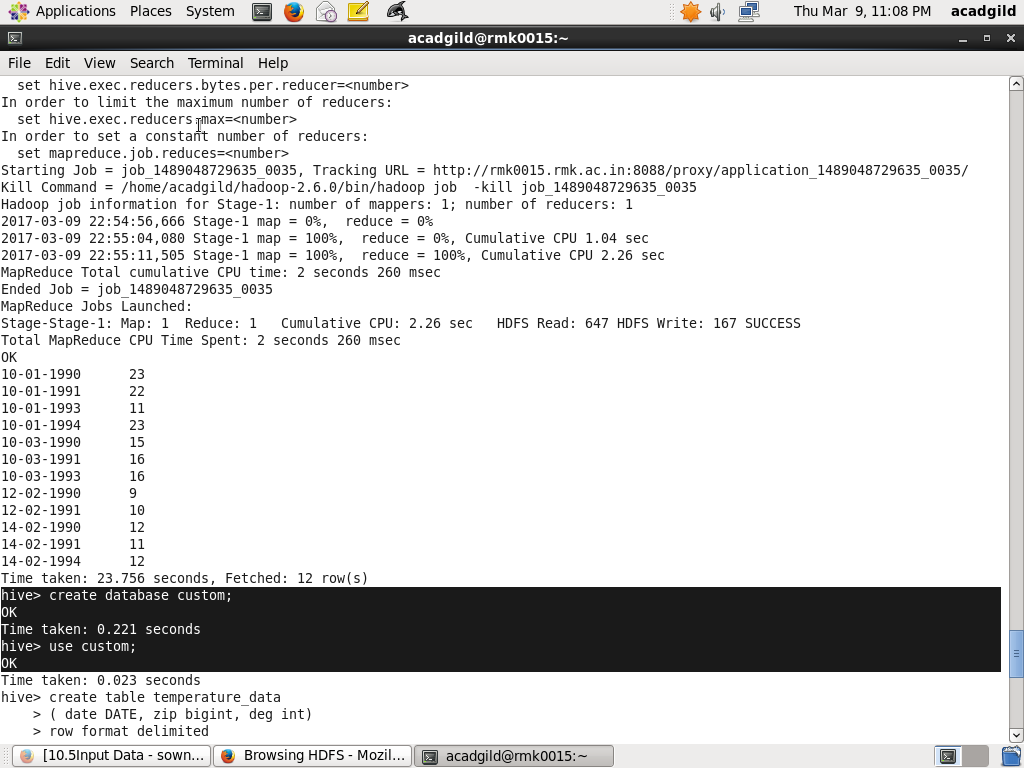 Applications Places System Thu Mar 9, 11:08 PM acadgild
acadgild@rmk0015:~
File Edit View Search Terminal Help
  set hive.exec.reducers.bytes.per.reducer=<number>
In order to limit the maximum number of reducers:
  set hive.exec.reducers.max=<number>
In order to set a constant number of reducers:
  set mapreduce.job.reduces=<number>
Starting Job = job_1489048729635_0035, Tracking URL = http://rmk0015.rmk.ac.in:8088/proxy/application_1489048729635_0035/
Kill Command = /home/acadgild/hadoop-2.6.0/bin/hadoop job  -kill job_1489048729635_0035
Hadoop job information for Stage-1: number of mappers: 1; number of reducers: 1
2017-03-09 22:54:56,666 Stage-1 map = 0%,  reduce = 0%
2017-03-09 22:55:04,080 Stage-1 map = 100%,  reduce = 0%, Cumulative CPU 1.04 sec
2017-03-09 22:55:11,505 Stage-1 map = 100%,  reduce = 100%, Cumulative CPU 2.26 sec
MapReduce Total cumulative CPU time: 2 seconds 260 msec
Ended Job = job_1489048729635_0035
MapReduce Jobs Launched:
Stage-Stage-1: Map: 1  Reduce: 1   Cumulative CPU: 2.26 sec   HDFS Read: 647 HDFS Write: 167 SUCCESS
Total MapReduce CPU Time Spent: 2 seconds 260 msec
OK
10-01-1990      23
10-01-1991      22
10-01-1993      11
10-01-1994      23
10-03-1990      15
10-03-1991      16
10-03-1993      16
12-02-1990      9
12-02-1991      10
14-02-1990      12
14-02-1991      11
14-02-1994      12
Time taken: 23.756 seconds, Fetched: 12 row(s)
hive> create database custom;
OK
Time taken: 0.221 seconds
hive> use custom;
OK
Time taken: 0.023 seconds
hive> create table temperature_data
    > ( date DATE, zip bigint, deg int)
    > row format delimited
[10.5Input Data - sown... Browsing HDFS - Mozil... acadgild@rmk0015:~